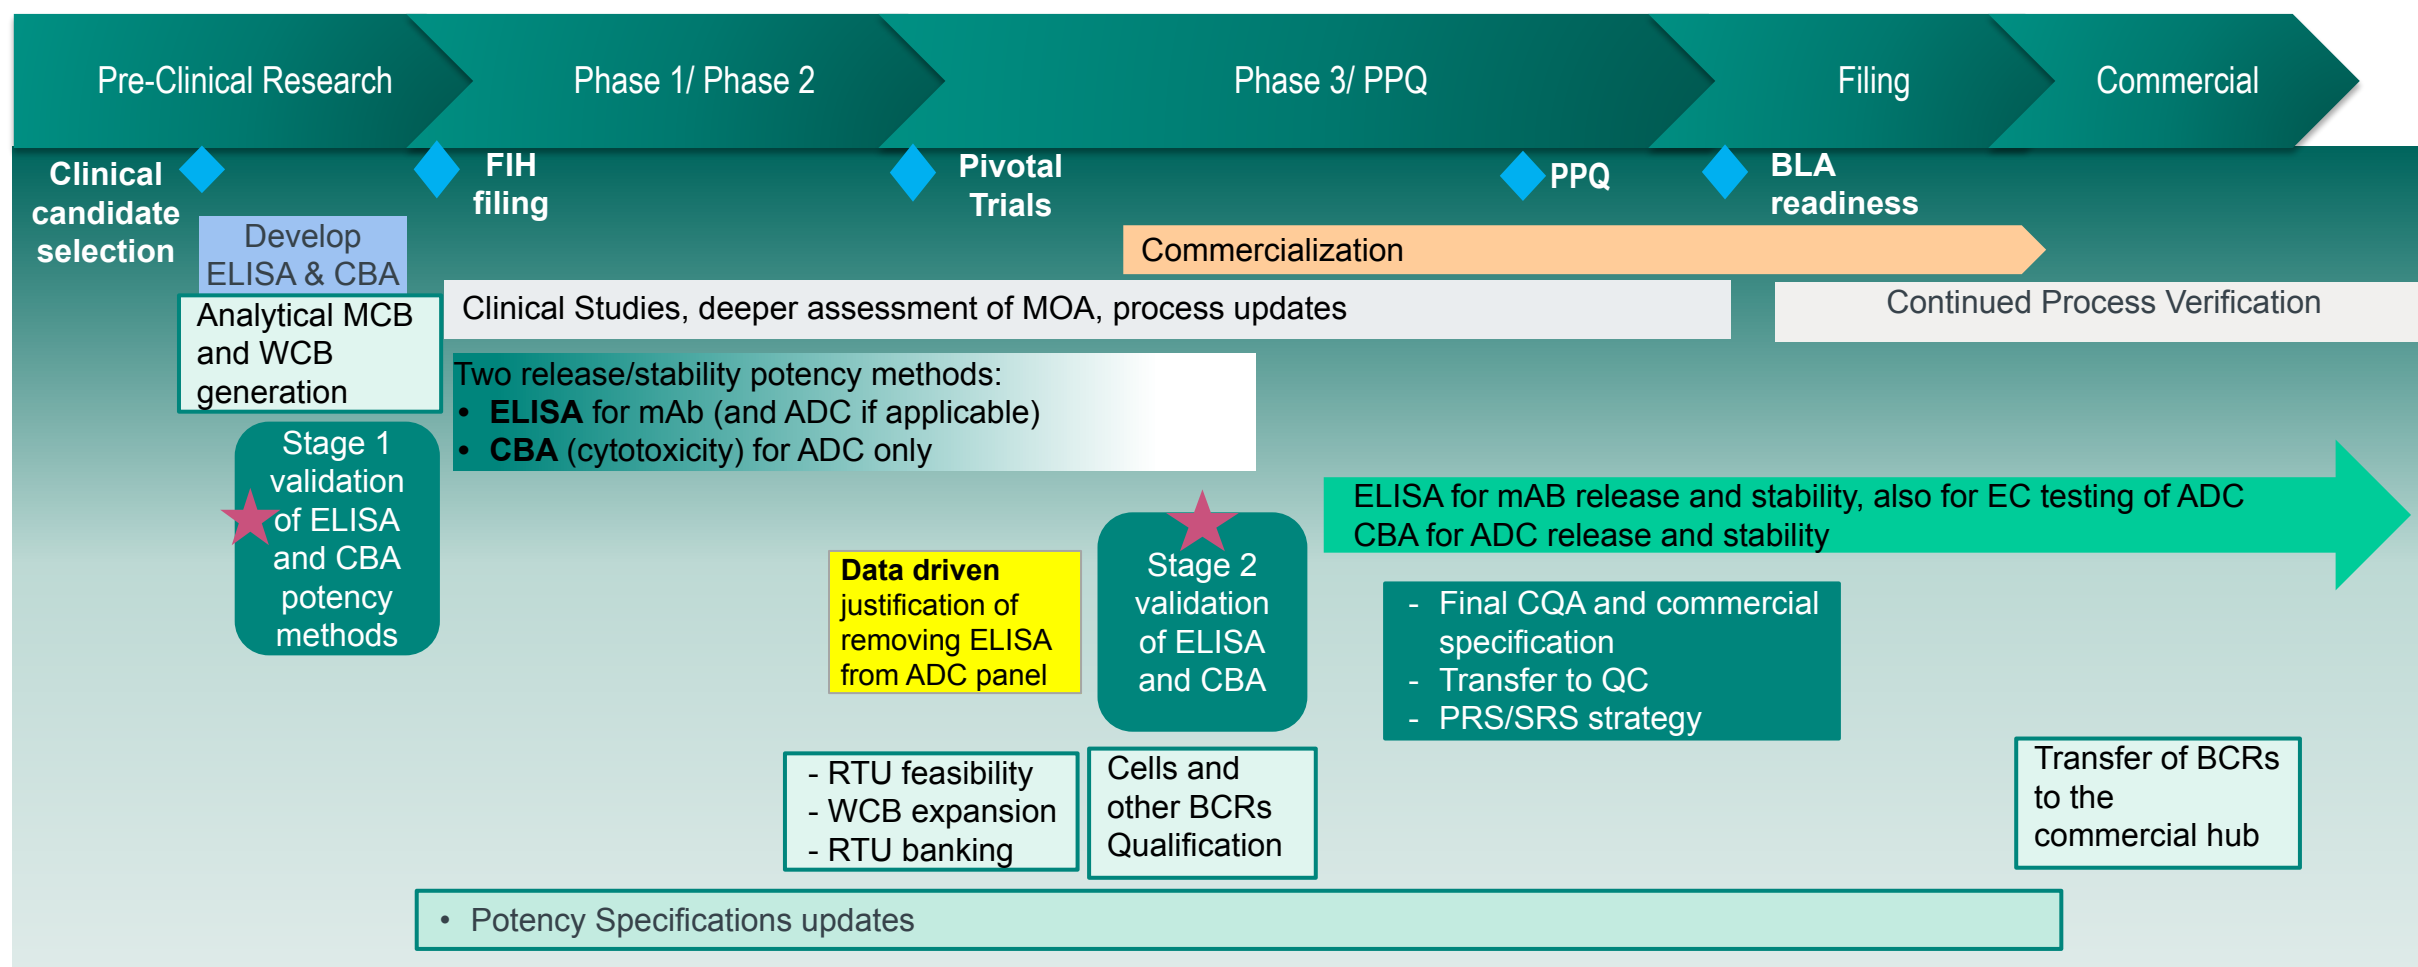 Pre-Clinical Research
Phase 1/ Phase 2
Phase 3/ PPQ
Filing
Commercial
Clinical
candidate
selection
FIH
filing
Pivotal
Trials
PPQ
BLA
readiness
Develop
ELISA & CBA
Commercialization
Analytical MCB
and WCB
generation
Clinical Studies, deeper assessment of MOA, process updates
Continued Process Verification
Two release/stability potency methods:
• ELISA for mAb (and ADC if applicable)
• CBA (cytotoxicity) for ADC only
Stage 1
validation
of ELISA
and CBA
potency
methods
ELISA for mAB release and stability, also for EC testing of ADC
CBA for ADC release and stability
Data driven
justification of
removing ELISA
from ADC panel
Stage 2
validation
of ELISA
and CBA
- Final CQA and commercial
specification
- Transfer to QC
- PRS/SRS strategy
- RTU feasibility
- WCB expansion
- RTU banking
Cells and
other BCRs
Qualification
Transfer of BCRs
to the
commercial hub
• Potency Specifications updates